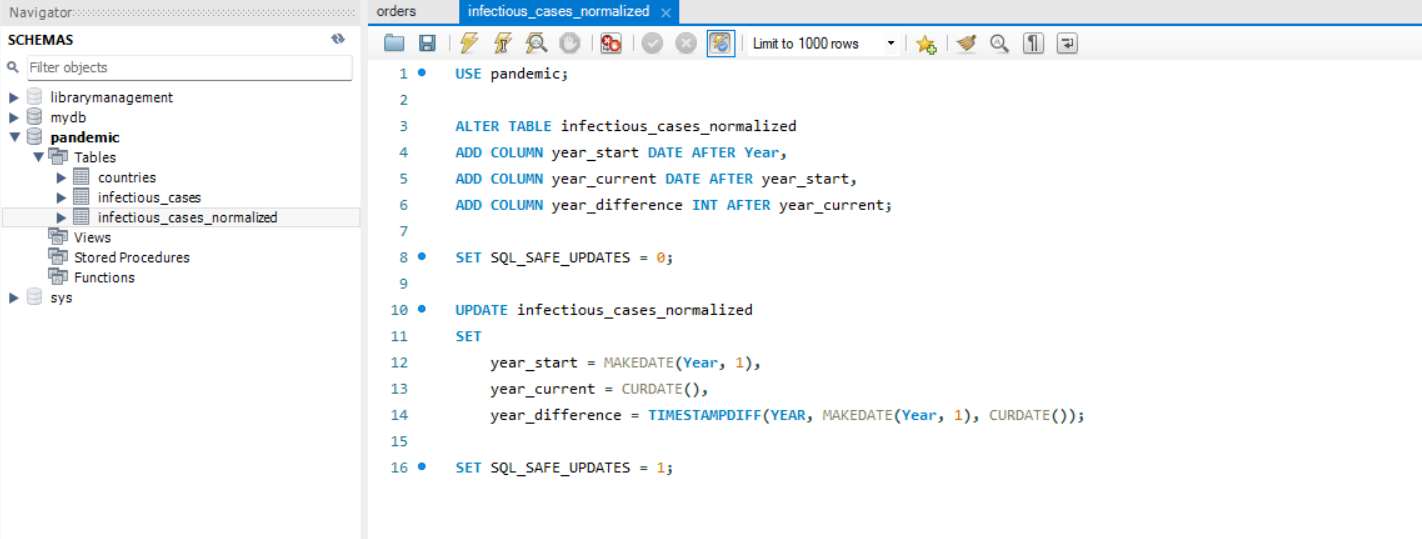 Navigator
SCHEMAS
Filter objects
librarymanagement
mydb
pandemic
Tables
countries
infectious_cases
infectious_cases_normalized
Views
Stored Procedures
Functions
sys
orders
infectious_cases_normalized
Limit to 1000 rows
1 USE pandemic;
2
3 ALTER TABLE infectious_cases_normalized
4 ADD COLUMN year_start DATE AFTER Year,
5 ADD COLUMN year_current DATE AFTER year_start,
6 ADD COLUMN year_difference INT AFTER year_current;
7
8 SET SQL_SAFE_UPDATES = 0;
9
10 UPDATE infectious_cases_normalized
11 SET
12 year_start = MAKEDATE(Year, 1),
13 year_current = CURDATE(),
14 year_difference = TIMESTAMPDIFF(YEAR, MAKEDATE(Year, 1), CURDATE());
15
16 SET SQL_SAFE_UPDATES = 1;